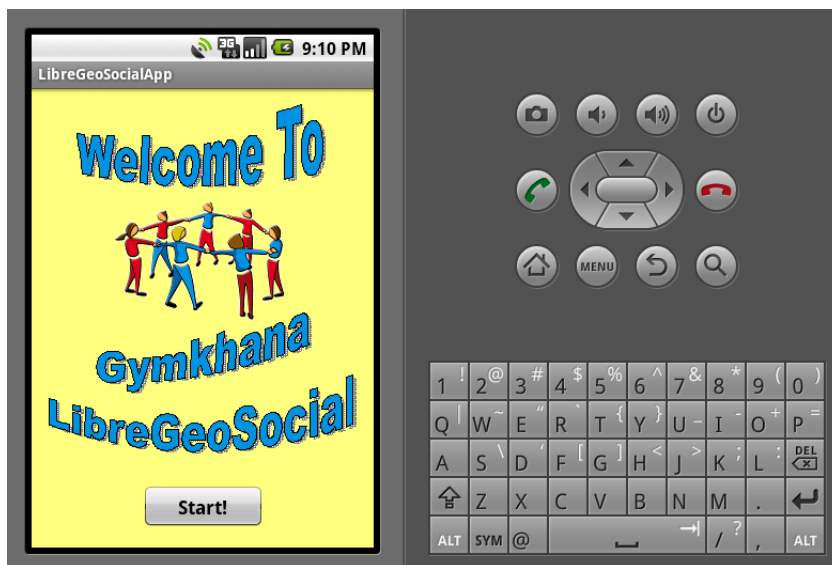 3G 9:10 PM
LibreGeoSocialApp
Welcome To
Gymkhana
LibreGeoSocial
Start!
MENU
1 ! 2 @ 3 # 4 $ 5 % 6 ^ 7 & 8 * 9 ( 0 )
Q | W ~ E " R ` T { Y } U - I - O + P =
A S \ D ' F [ G ] H < J > K ; L : DEL
Z X C V B N M .
ALT SYM @ / ? , ALT